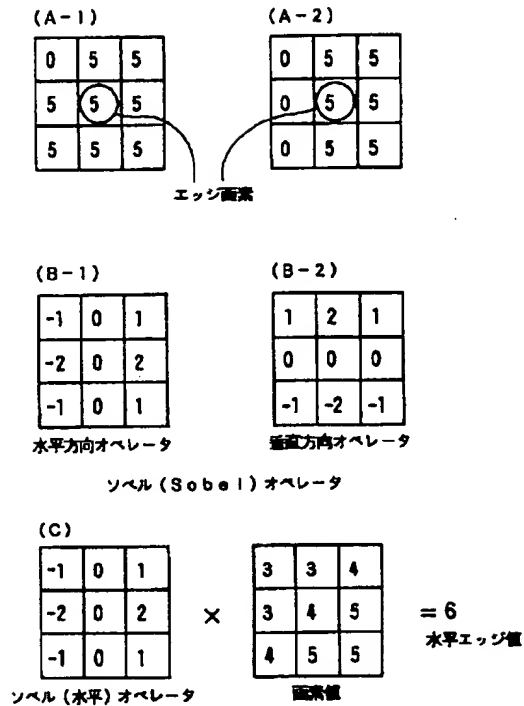 (A-1) (A-2)
0 5 5 0 5 5
5 5 5 0 5 5
5 5 5 0 5 5
エッジ画素
(B-1) (B-2)
-1 0 1 1 2 1
-2 0 2 0 0 0
-1 0 1 -1 -2 -1
水平方向オペレータ 垂直方向オペレータ
ソベル(Sobel)オペレータ
(C)
-1 0 1 3 3 4
-2 0 2 × 3 4 5 = 6
水平エッジ値
-1 0 1 4 5 5
ソベル(水平)オペレータ 画素値